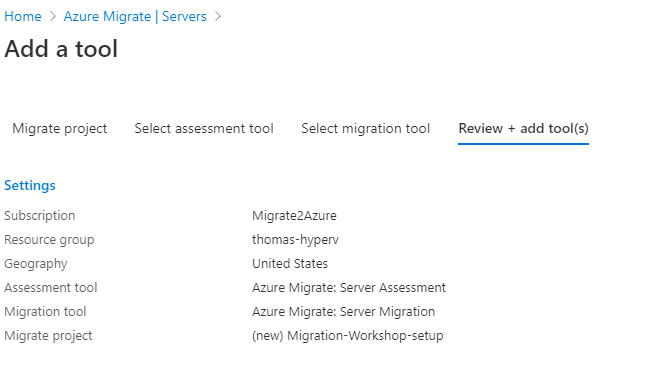 Home > Azure Migrate | Servers >
Add a tool
Migrate project Select assessment tool Select migration tool Review + add tool(s)
Settings
Subscription Migrate2Azure
Resource group thomas-hyperv
Geography United States
Assessment tool Azure Migrate: Server Assessment
Migration tool Azure Migrate: Server Migration
Migrate project (new) Migration-Workshop-setup